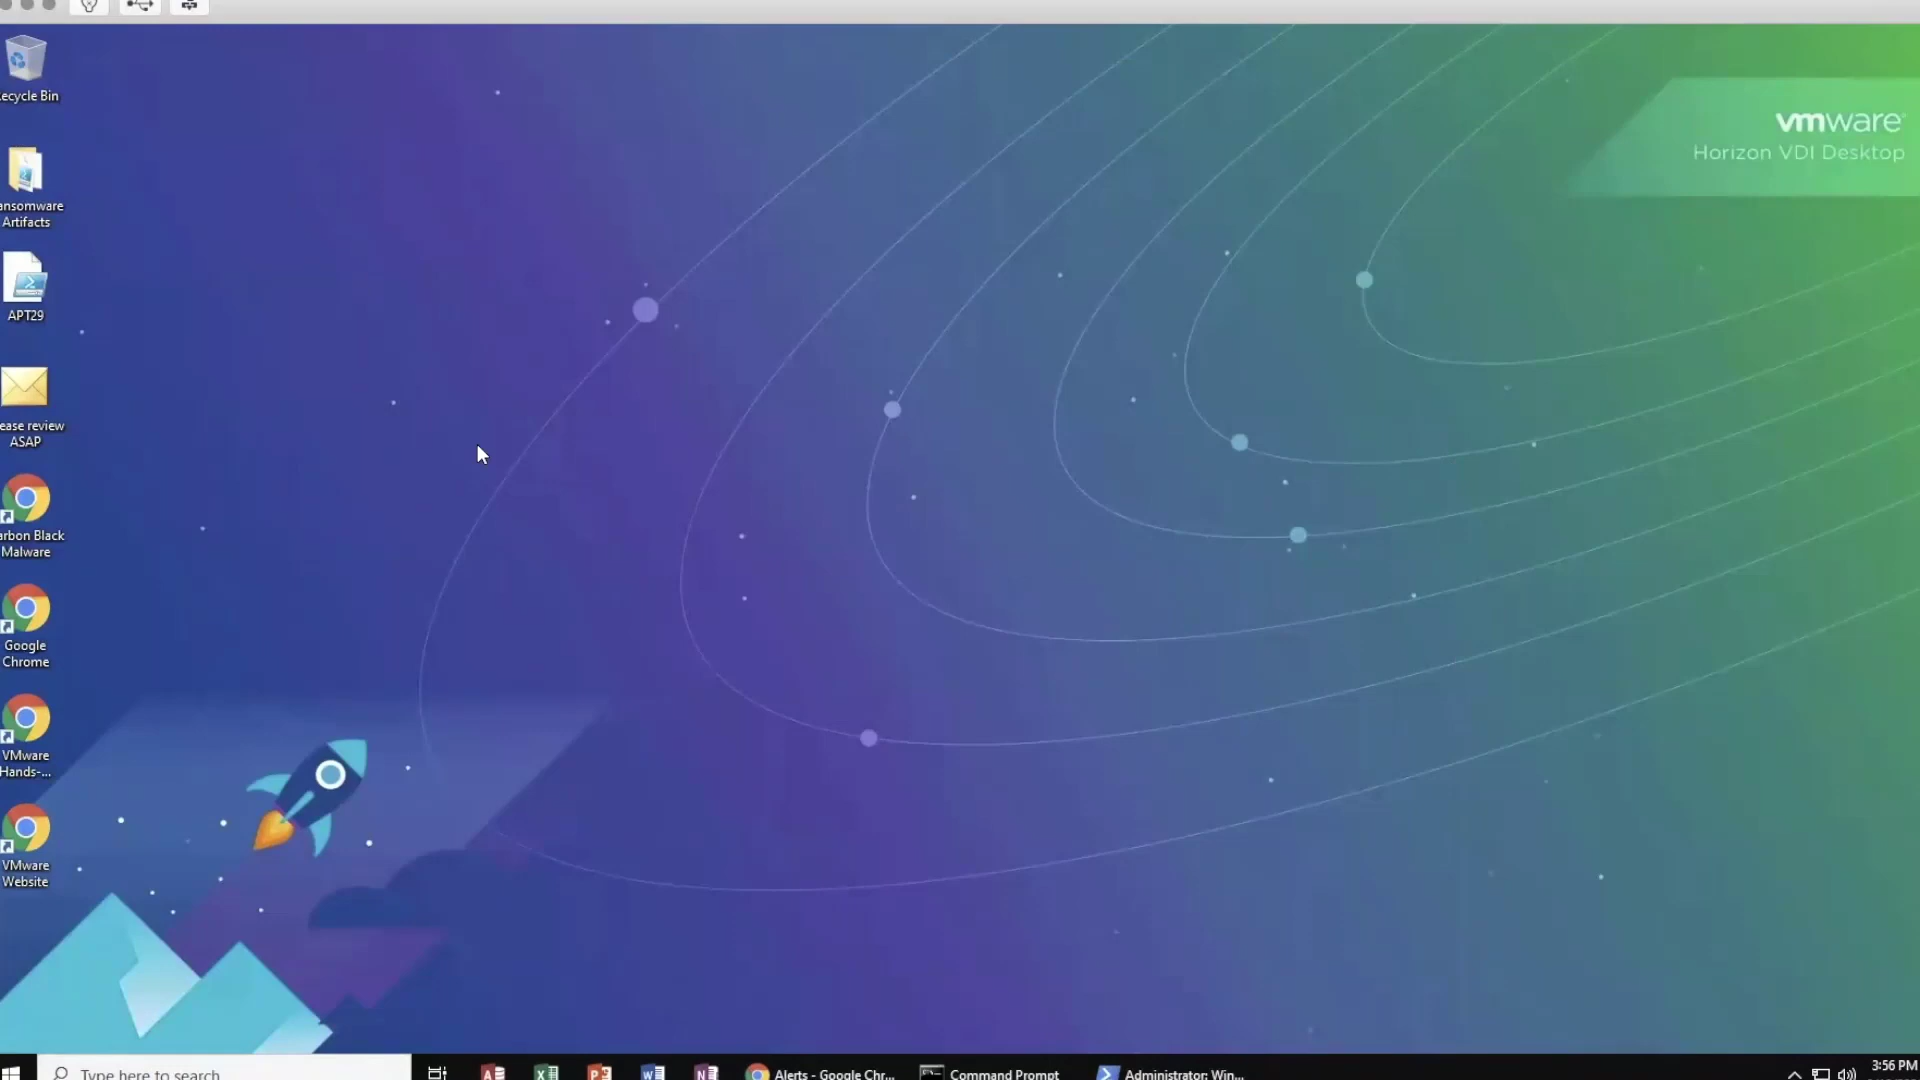 ecycle Bin
ansomware
Artifacts
APT29
ease review
ASAP
arbon Black
Malware
Google
Chrome
VMware
Hands-...
VMware
Website
vmware
Horizon VDI Desktop
Type here to search
Alerts - Google Chr...
Command Prompt
Administrator: Win...
3:56 PM